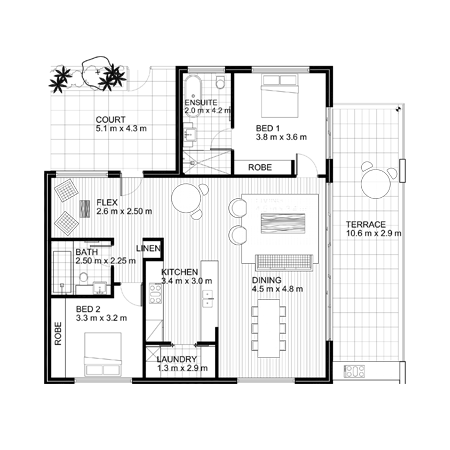 COURT
5.1 m x 4.3 m
ENSUITE
2.0 m x 4.2 m
BED 1
3.8 m x 3.6 m
ROBE
FLEX
2.6 m x 2.50 m
TERRACE
10.6 m x 2.9 m
BATH
2.50 m x 2.25 m
LINEN
KITCHEN
3.4 m x 3.0 m
DINING
4.5 m x 4.8 m
BED 2
3.3 m x 3.2 m
ROBE
LAUNDRY
1.3 m x 2.9 m